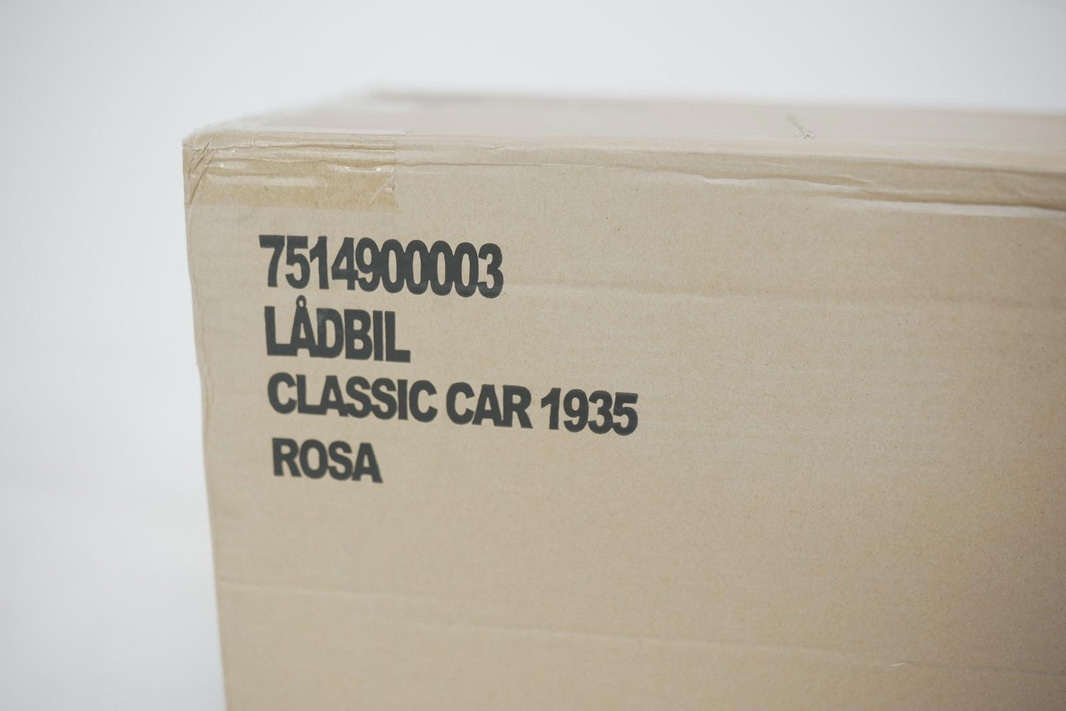 7514900003
LÅDBIL
CLASSIC CAR 1935
ROSA